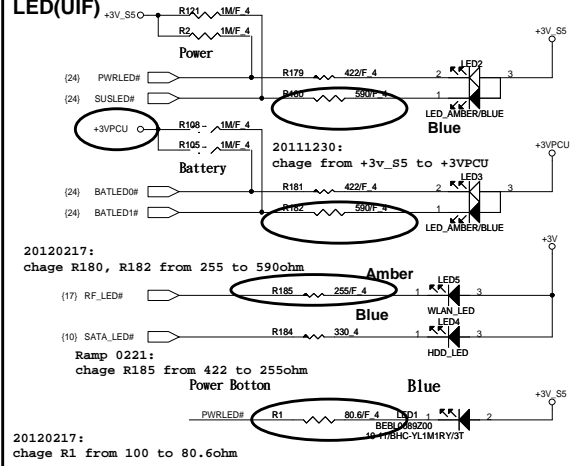 LED(UIF)
+3V_S5
R121 1M/F_4
+3V_S5
R2 1M/F_4
Power
LED2
{24} PWRLED# R179 422/F_4 2 3
{24} SUSLED# R180 590/F_4 1
LED_AMBER/BLUE
Blue
+3VPCU R108 1M/F_4
20111230:
+3VPCU
R105 1M/F_4
chage from +3v_S5 to +3VPCU
Battery
LED3
{24} BATLED0# R181 422/F_4 2 3
{24} BATLED1# R182 590/F_4 1
LED_AMBER/BLUE
20120217:
+3V
chage R180, R182 from 255 to 590ohm
Amber
LED5
{17} RF_LED# R185 255/F_4 1 3
Blue
WLAN_LED
LED4
{10} SATA_LED# R184 330_4 1 3
HDD_LED
Ramp 0221:
chage R185 from 422 to 255ohm
Power Botton
Blue
+3V_S5
PWRLED# R1 80.6/F_4 LED1 1 2
BEBL0089Z00
19-117/BHC-YL1M1RY/3T
20120217:
chage R1 from 100 to 80.6ohm